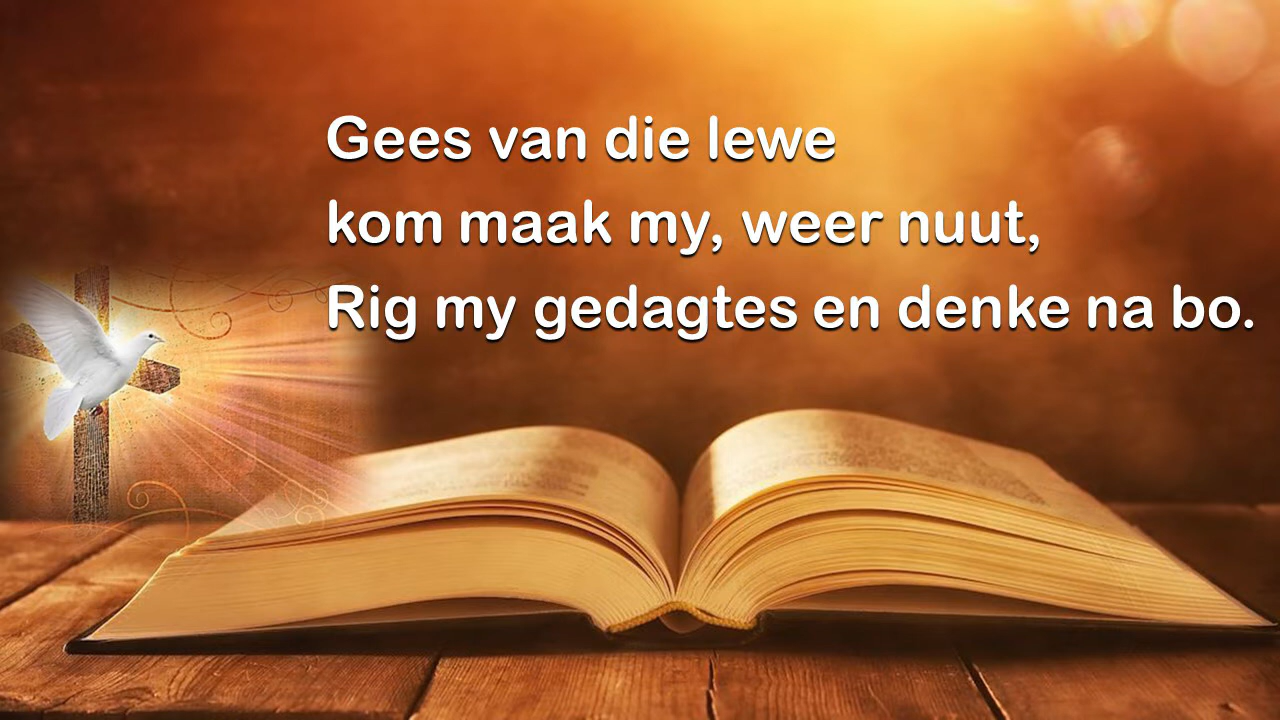 Gees van die lewe
kom maak my, weer nuut,
Rig my gedagtes en denke na bo.